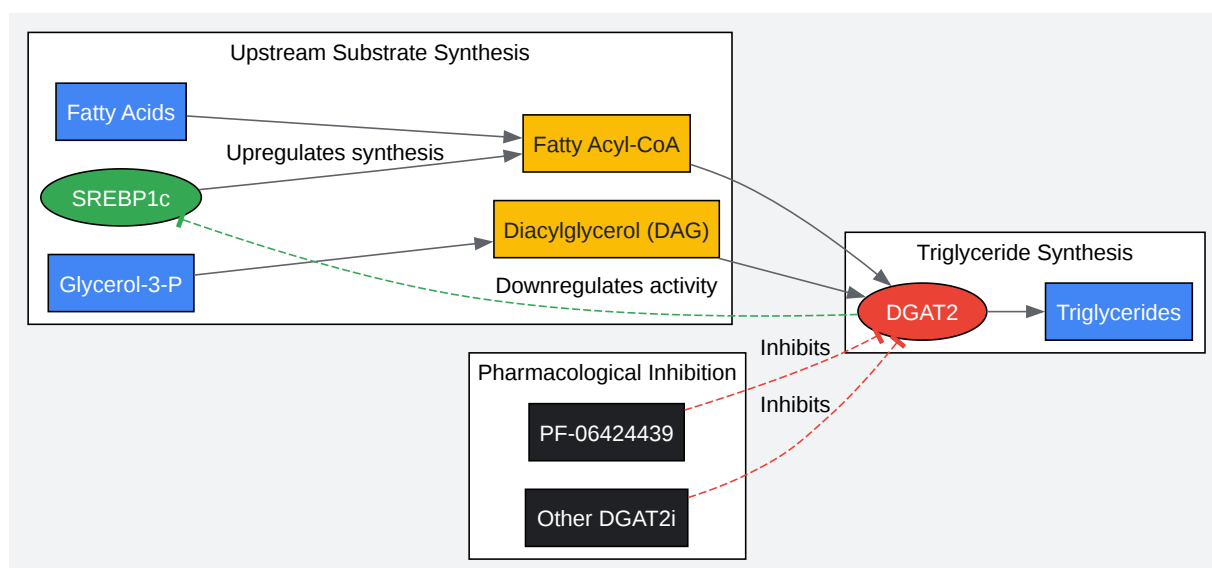 Upstream Substrate Synthesis
Fatty Acids
Fatty Acyl-CoA
Upregulates synthesis
SREBP1c
Diacylglycerol (DAG)
Glycerol-3-P
Downregulates activity
Triglyceride Synthesis
DGAT2
Triglycerides
Inhibits
Pharmacological Inhibition
Inhibits
PF-06424439
Other DGAT2i